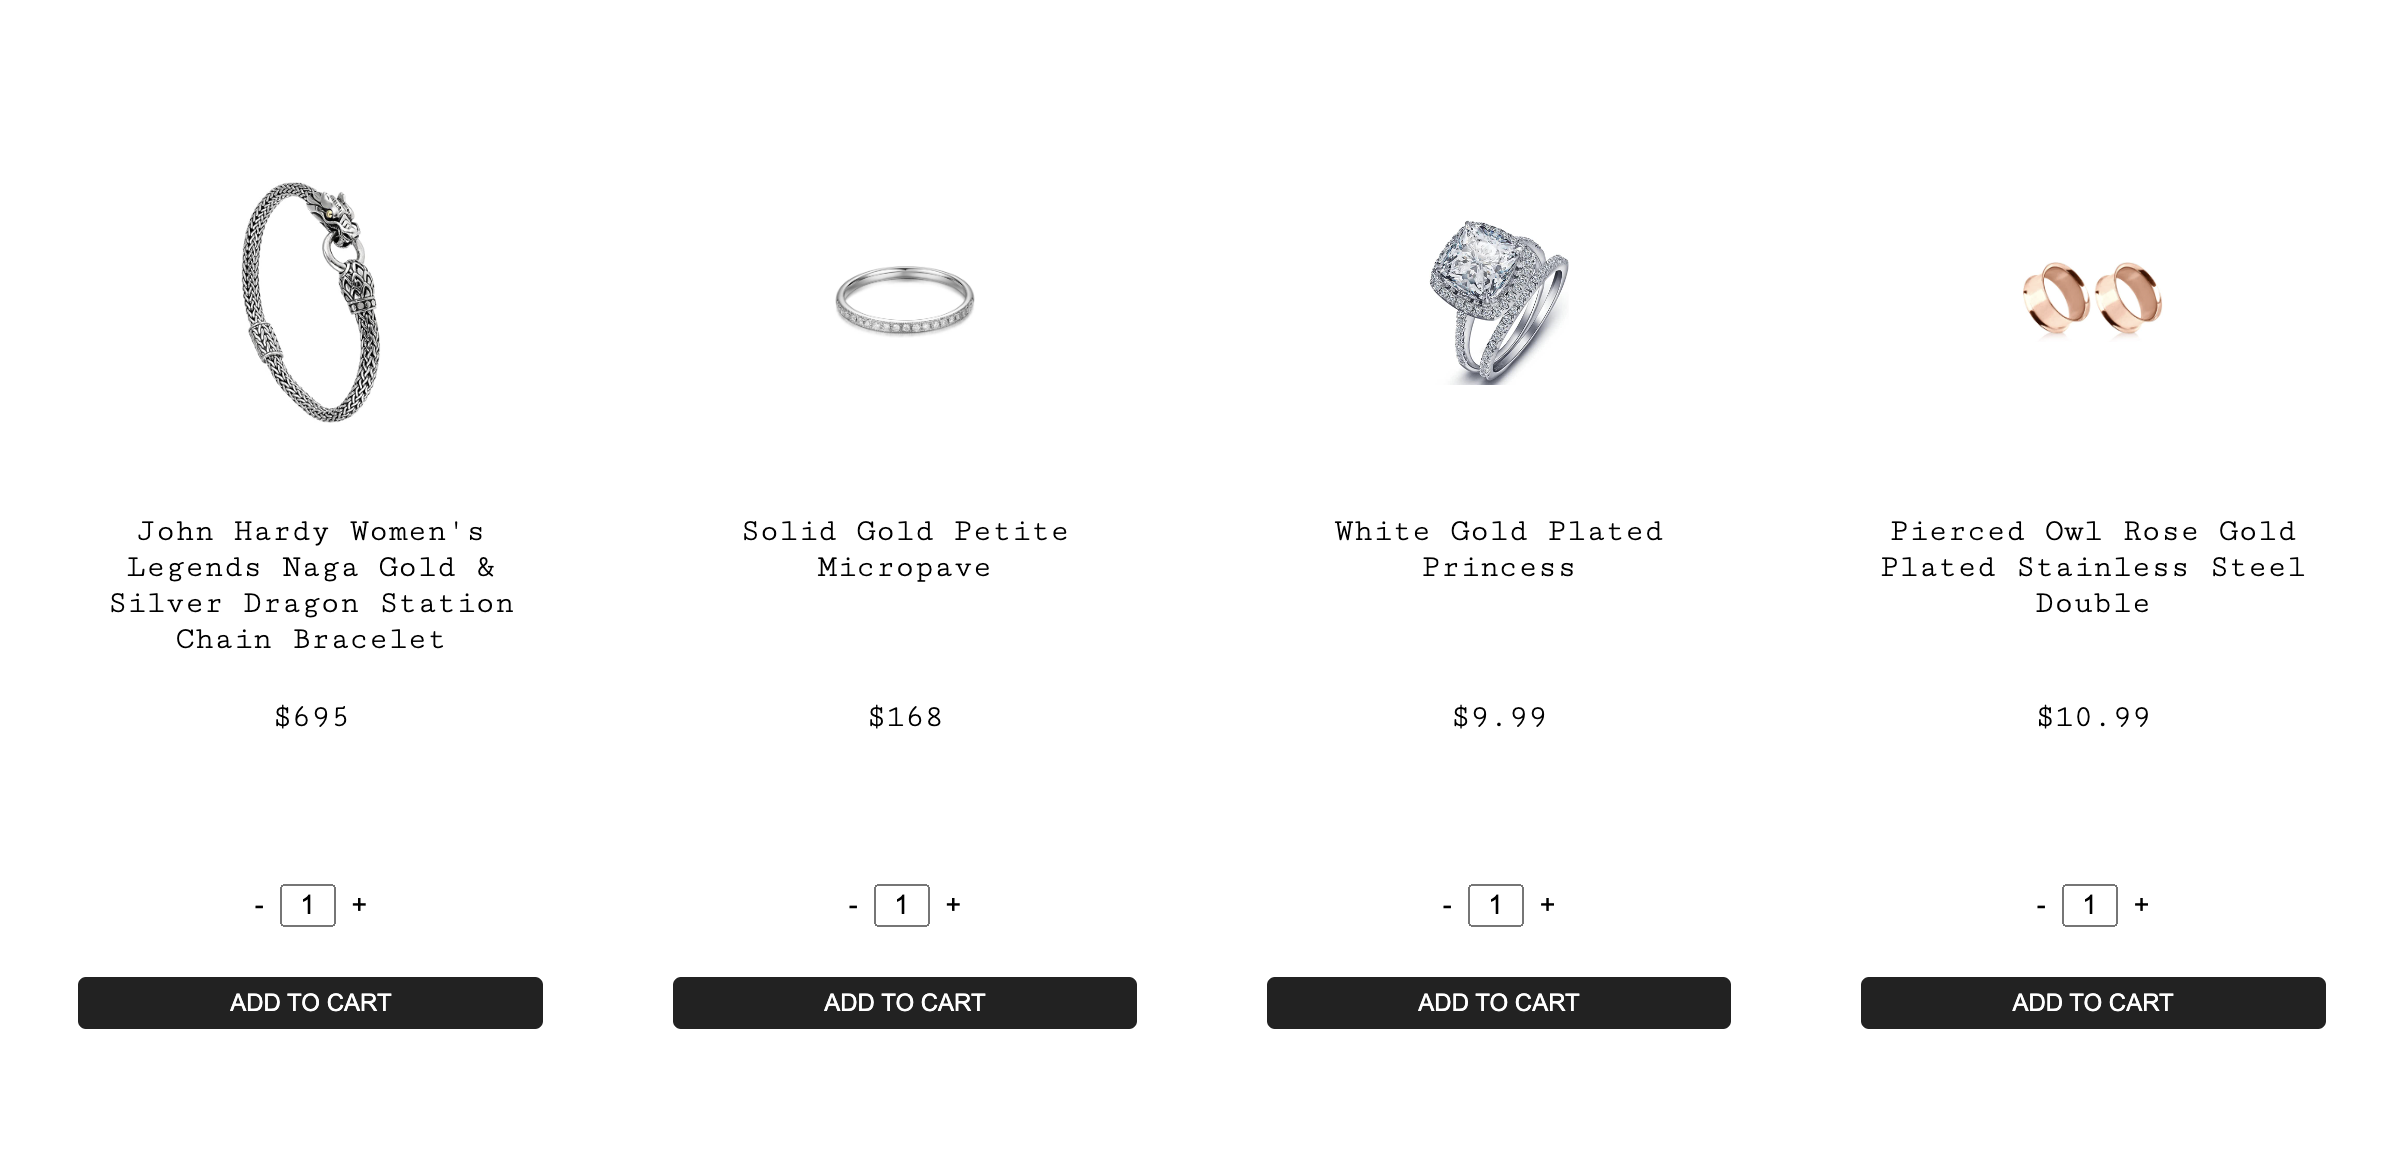 John Hardy Women's
Legends Naga Gold &
Silver Dragon Station
Chain Bracelet
$695
- 1 +
ADD TO CART
Solid Gold Petite
Micropave
$168
- 1 +
ADD TO CART
White Gold Plated
Princess
$9.99
- 1 +
ADD TO CART
Pierced Owl Rose Gold
Plated Stainless Steel
Double
$10.99
- 1 +
ADD TO CART